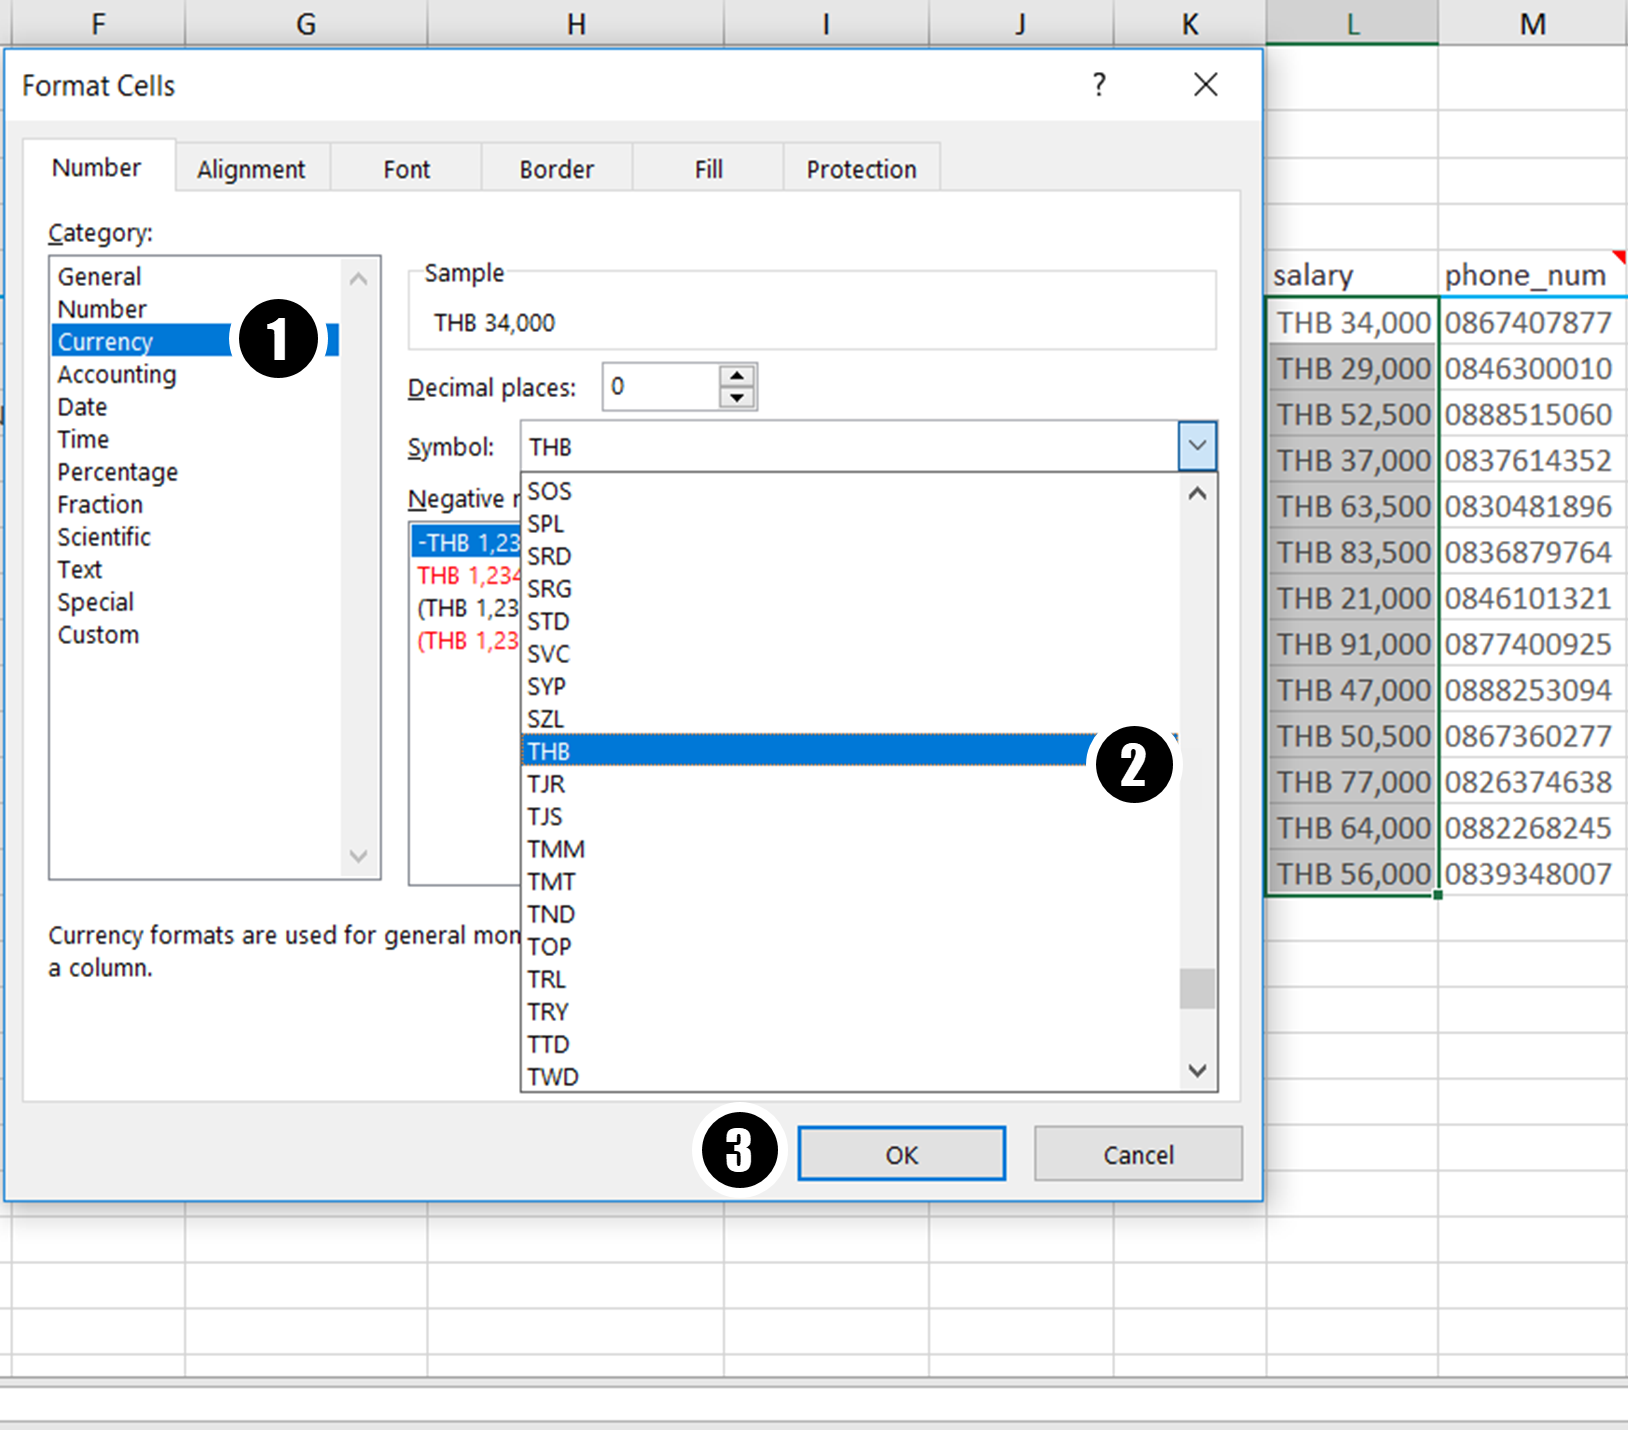 F G H I J K L M
Format Cells ?
Number Alignment Font Border Fill Protection
Category:
General
Number
Currency
Accounting
Date
Time
Percentage
Fraction
Scientific
Text
Special
Custom
1
Sample
THB 34,000
Decimal places: 0
Symbol: THB
Negative
-THB 1,23
THB 1,234
(THB 1,23
(THB 1,23
SOS
SPL
SRD
SRG
STD
SVC
SYP
SZL
THB
TJR
TJS
TMM
TMT
TND
TOP
TRL
TRY
TTD
TWD
2
Currency formats are used for general mon
a column.
3
OK Cancel
salary phone_num
THB 34,000 0867407877
THB 29,000 0846300010
THB 52,500 0888515060
THB 37,000 0837614352
THB 63,500 0830481896
THB 83,500 0836879764
THB 21,000 0846101321
THB 91,000 0877400925
THB 47,000 0888253094
THB 50,500 0867360277
THB 77,000 0826374638
THB 64,000 0882268245
THB 56,000 0839348007